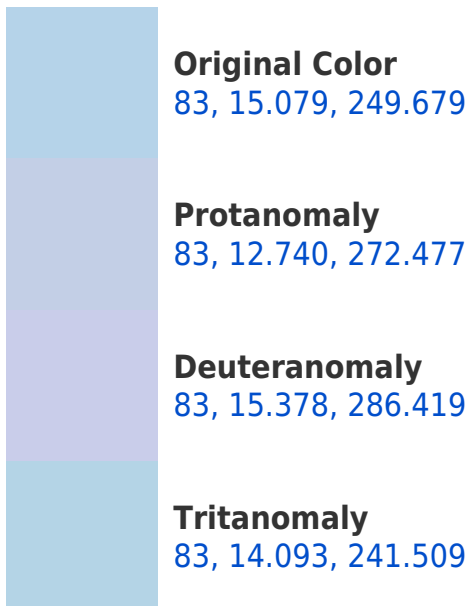 Original Color
83, 15.079, 249.679
Protanomaly
83, 12.740, 272.477
Deuteranomaly
83, 15.378, 286.419
Tritanomaly
83, 14.093, 241.509